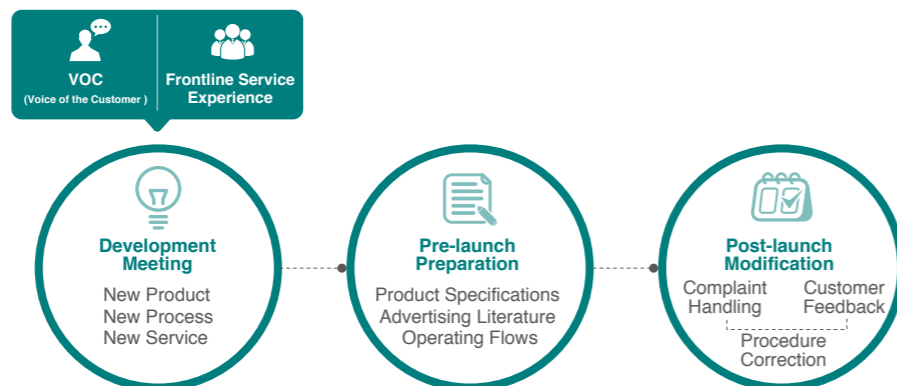 VOC
(Voice of the Customer )
Frontline Service
Experience
Development
Meeting
New Product
New Process
New Service
Pre-launch
Preparation
Product Specifications
Advertising Literature
Operating Flows
Post-launch
Modification
Complaint
Handling
Customer
Feedback
Procedure
Correction